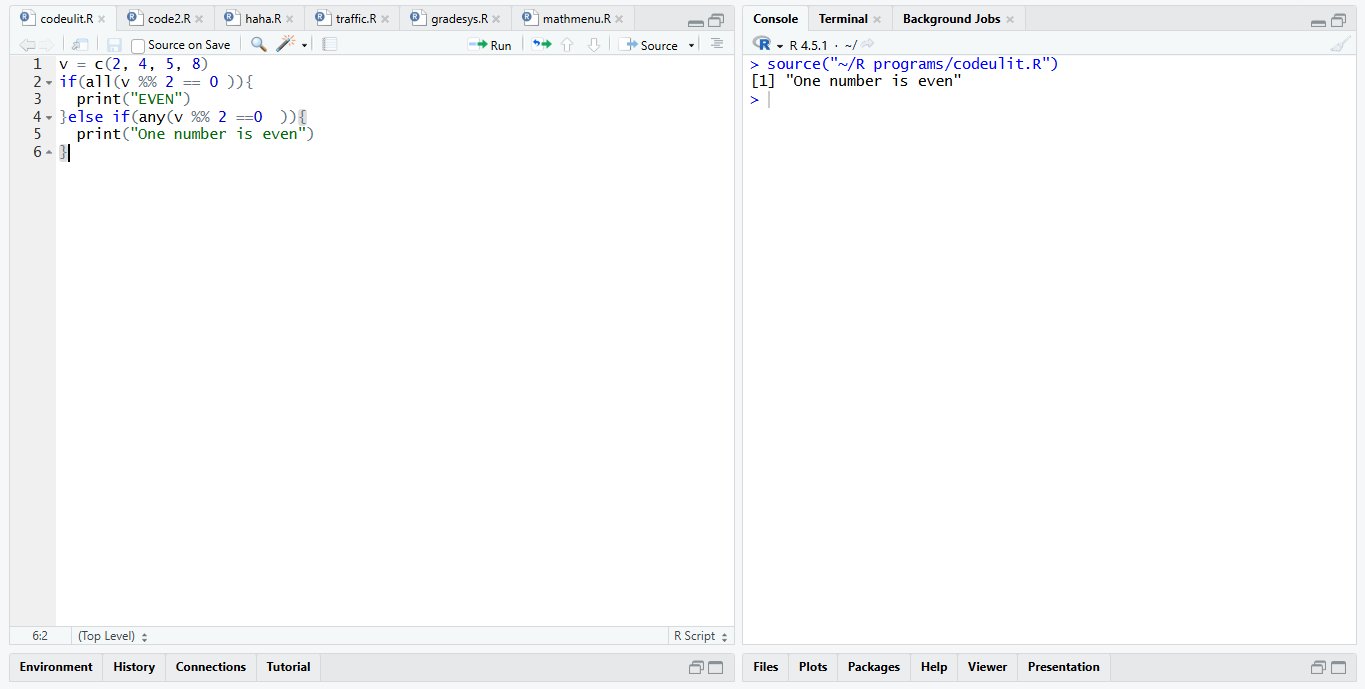 codeulit.R code2.R haha.R traffic.R gradesys.R mathmenu.R
Source on Save Run Source
1 v = c(2, 4, 5, 8)
2 if(all(v %% 2 == 0 )){
3   print("EVEN")
4 }else if(any(v %% 2 ==0  )){
5   print("One number is even")
6 }
6:2 (Top Level) R Script
Environment History Connections Tutorial
Console Terminal Background Jobs
R R 4.5.1 · ~/
> source("~/R programs/codeulit.R")
[1] "One number is even"
>
Files Plots Packages Help Viewer Presentation